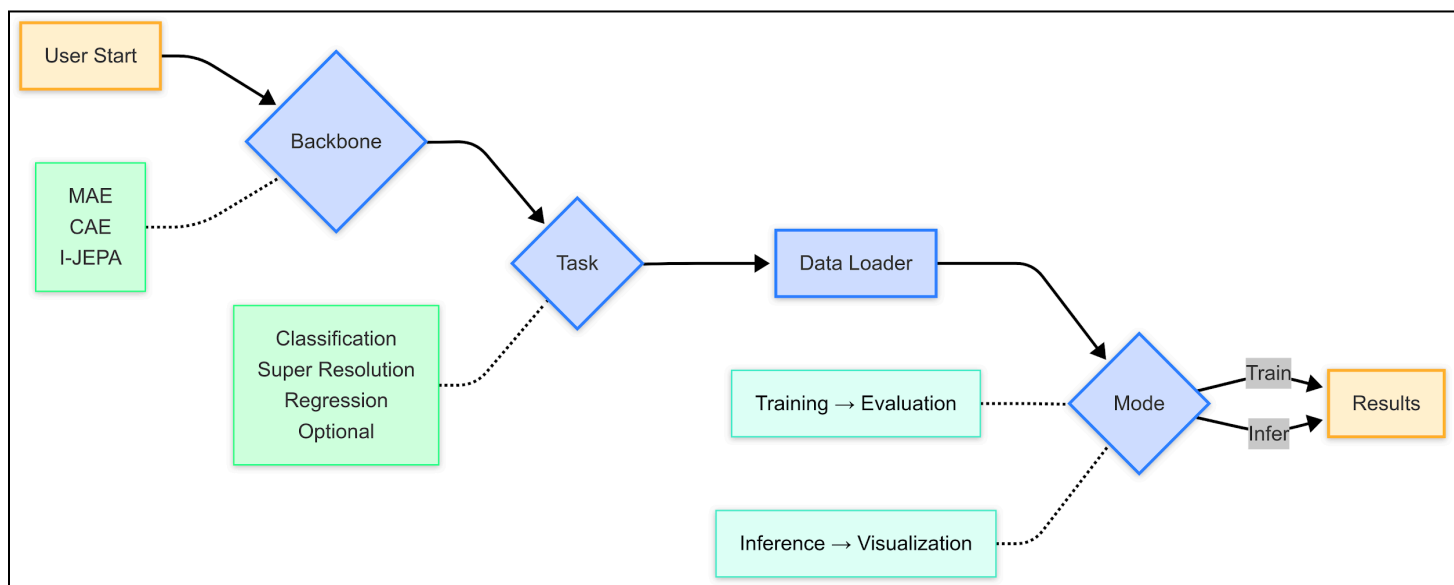 User Start
Backbone
MAE
CAE
I-JEPA
Task
Classification
Super Resolution
Regression
Optional
Data Loader
Mode
Training → Evaluation
Inference → Visualization
Train
Infer
Results